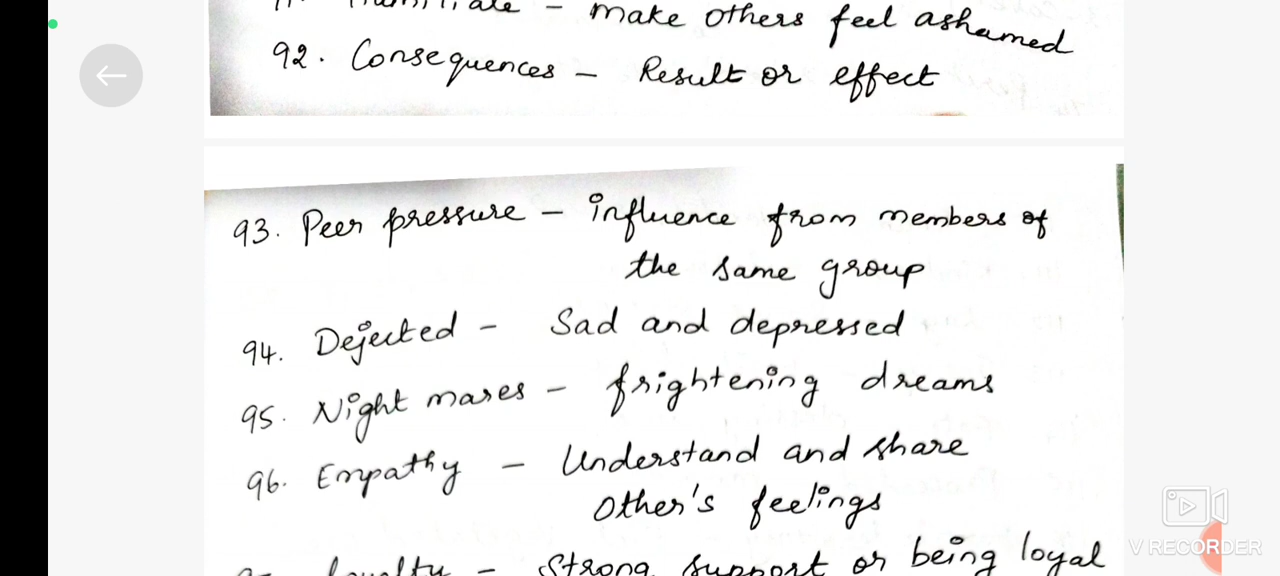 - make others feel ashamed
92. Consequences - Result or effect
93. Peer pressure - influence from members of
the same group
94. Dejected - Sad and depressed
95. Night mares - frightening dreams
96. Empathy - Understand and share
Other's feelings
- Strong support or being loyal
V RECORDER